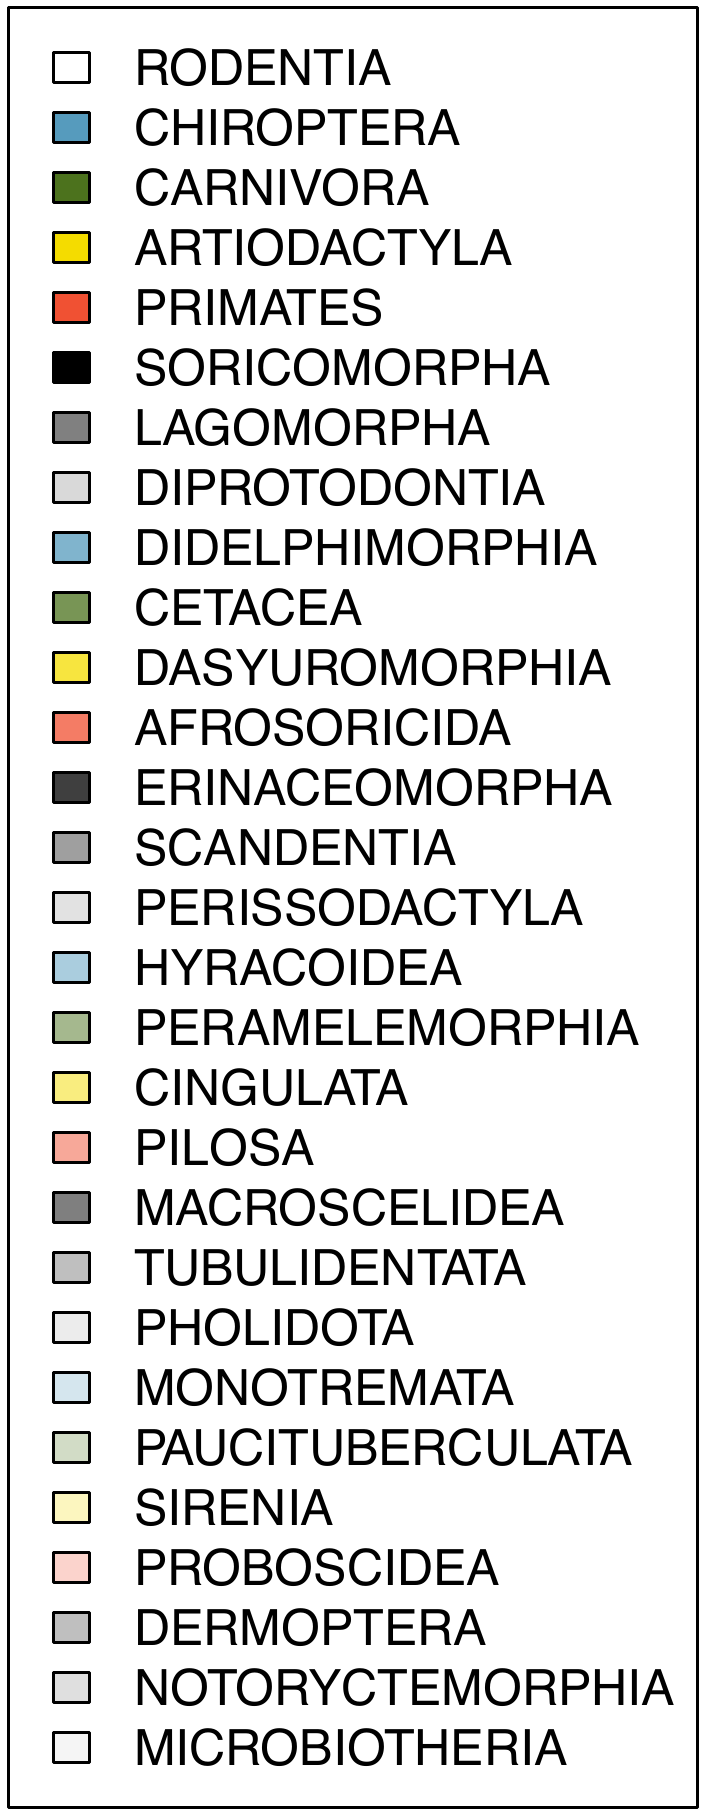 RODENTIA
CHIROPTERA
CARNIVORA
ARTIODACTYLA
PRIMATES
SORICOMORPHA
LAGOMORPHA
DIPROTODONTIA
DIDELPHIMORPHIA
CETACEA
DASYUROMORPHIA
AFROSORICIDA
ERINACEOMORPHA
SCANDENTIA
PERISSODACTYLA
HYRACOIDEA
PERAMELEMORPHIA
CINGULATA
PILOSA
MACROSCELIDEA
TUBULIDENTATA
PHOLIDOTA
MONOTREMATA
PAUCITUBERCULATA
SIRENIA
PROBOSCIDEA
DERMOPTERA
NOTORYCTEMORPHIA
MICROBIOTHERIA